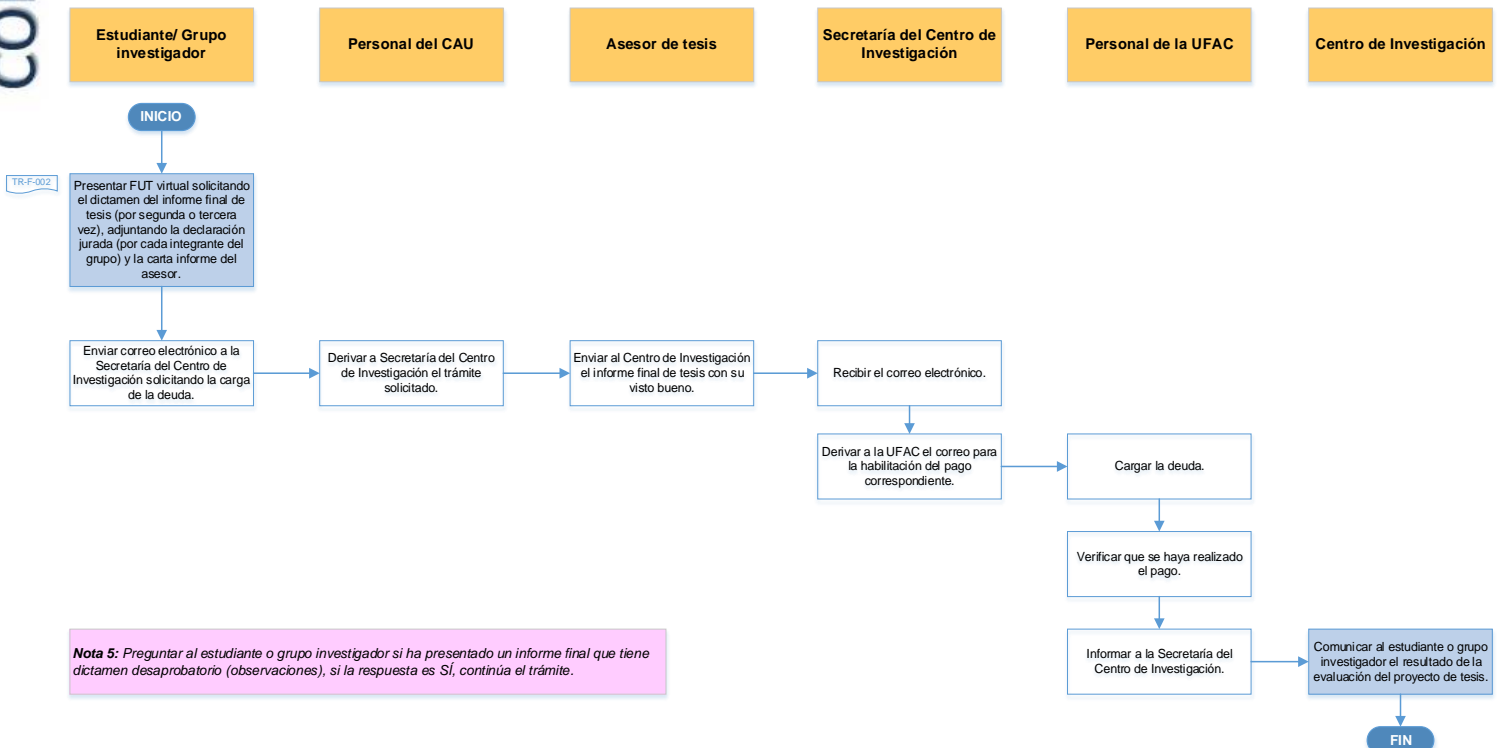 CO
Estudiante/ Grupo
investigador
Personal del CAU
Asesor de tesis
Secretaría del Centro de
Investigación
Personal de la UFAC
Centro de Investigación
INICIO
TR-F-002
Presentar FUT virtual solicitando
el dictamen del informe final de
tesis (por segunda o tercera
vez), adjuntando la declaración
jurada (por cada integrante del
grupo) y la carta informe del
asesor.
Enviar correo electrónico a la
Secretaría del Centro de
Investigación solicitando la carga
de la deuda.
Derivar a Secretaría del Centro
de Investigación el trámite
solicitado.
Enviar al Centro de Investigación
el informe final de tesis con su
visto bueno.
Recibir el correo electrónico.
Derivar a la UFAC el correo para
la habilitación del pago
correspondiente.
Cargar la deuda.
Verificar que se haya realizado
el pago.
Nota 5: Preguntar al estudiante o grupo investigador si ha presentado un informe final que tiene
dictamen desaprobatorio (observaciones), si la respuesta es SÍ, continúa el trámite.
Informar a la Secretaría del
Centro de Investigación.
Comunicar al estudiante o grupo
investigador el resultado de la
evaluación del proyecto de tesis.
FIN